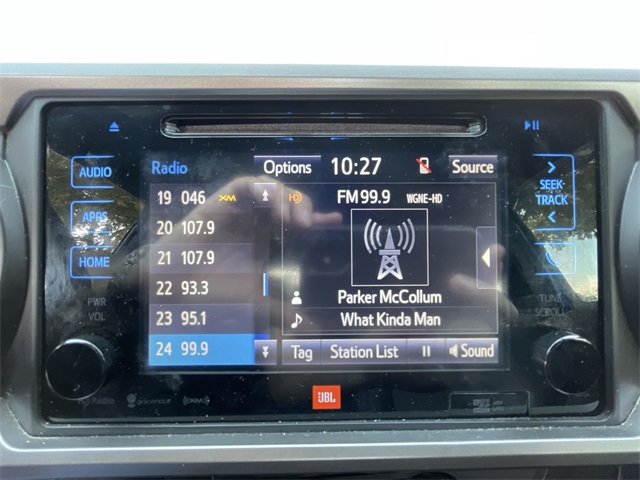 AUDIO
APPS
HOME
PWR
VOL
Radio
Options
10:27
Source
19 046 XM
20 107.9
21 107.9
22 93.3
23 95.1
24 99.9
FM 99.9 WGNE-HD
Parker McCollum
What Kinda Man
Tag
Station List
Sound
SEEK
TRACK
TUNE
SCROLL
JBL